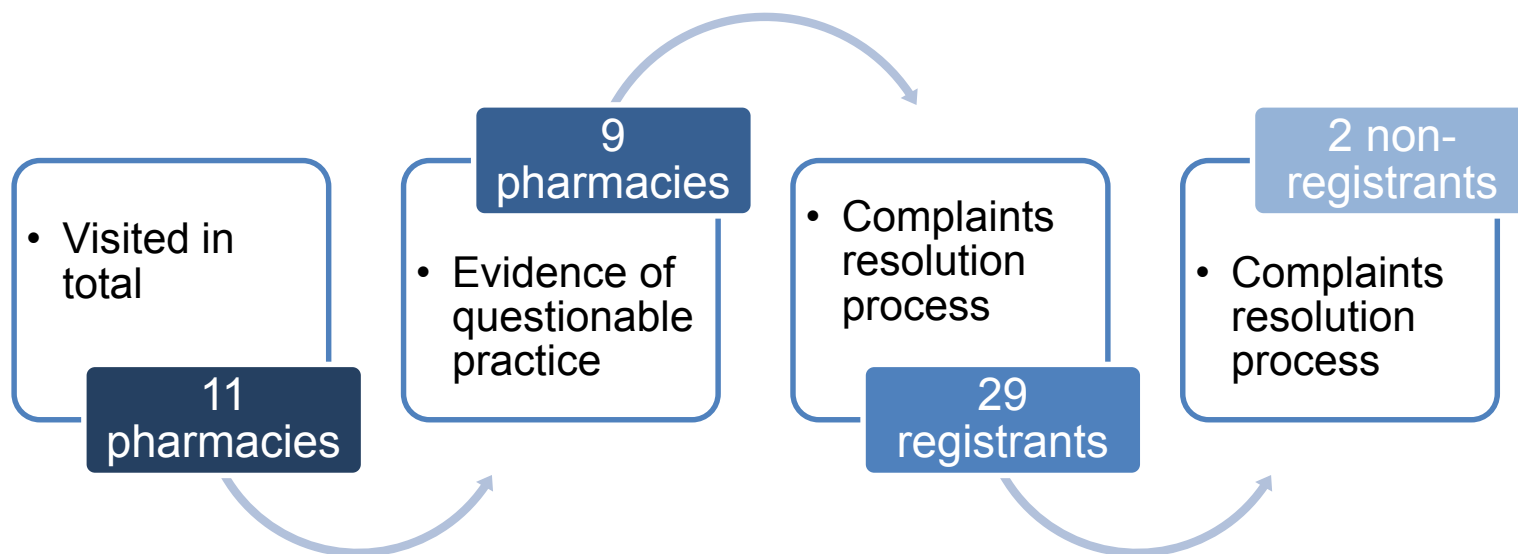 • Visited in
total
11
pharmacies
9
pharmacies
• Evidence of
questionable
practice
• Complaints
resolution
process
29
registrants
2 non-
registrants
• Complaints
resolution
process